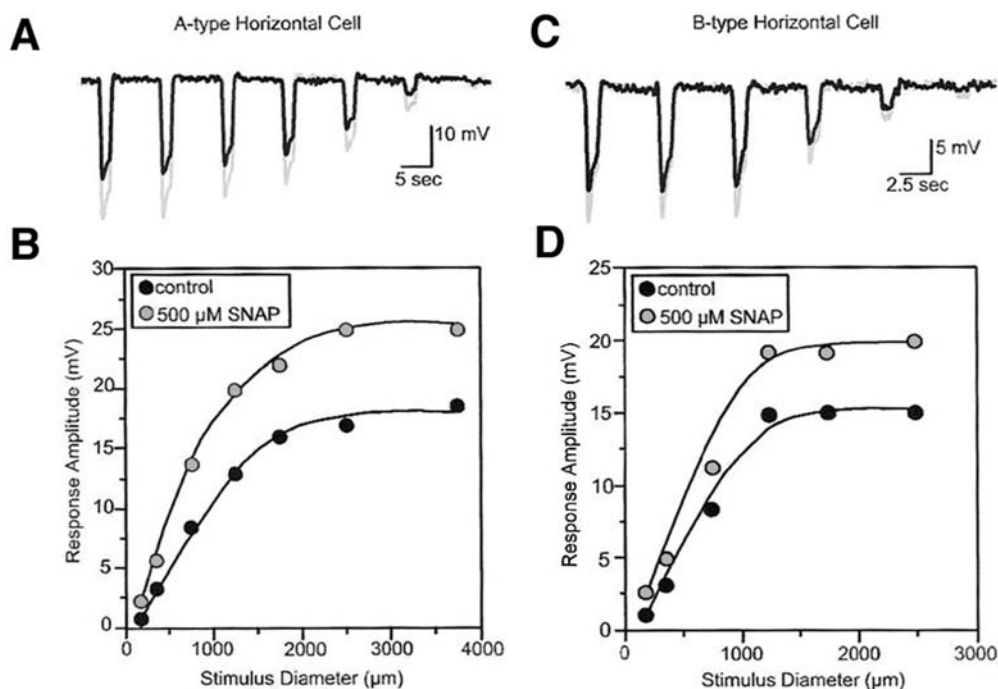 A
A-type Horizontal Cell
10 mV
5 sec
B
30
25
20
15
10
5
0
control
500 µM SNAP
Response Amplitude (mV)
0
1000
2000
3000
4000
Stimulus Diameter (µm)
C
B-type Horizontal Cell
5 mV
2.5 sec
D
25
20
15
10
5
0
control
500 µM SNAP
Response Amplitude (mV)
0
1000
2000
3000
Stimulus Diameter (µm)